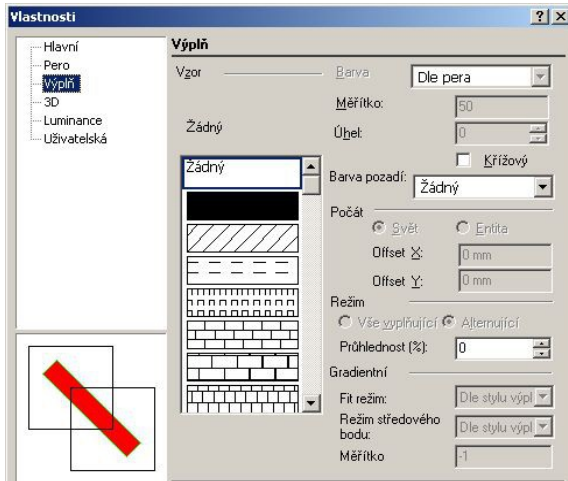 Vlastnosti
Hlavní
Pero
Výplň
3D
Luminance
Uživatelská
Výplň
Vzor
Žádný
Žádný
Barva
Dle pera
Měřítko:
50
Úhel:
0
Křížový
Barva pozadí:
Žádný
Počát
Svět
Entita
Offset X:
0 mm
Offset Y:
0 mm
Režim
Vše vyplňující
Alternující
Průhlednost (%):
0
Gradientní
Fit režim:
Dle stylu výpl
Režim středového
bodu:
Dle stylu výpl
Měřítko
-1